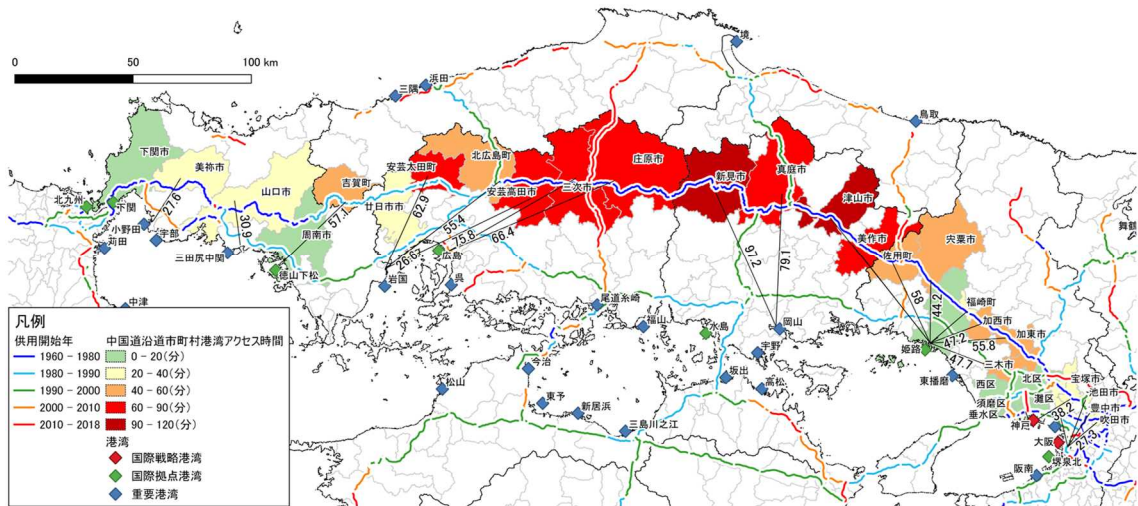 0 50 100 km
境
浜田
三隅
鳥取
下関市
美祢市
山口市
吉賀町
安芸太田町
北広島町
安芸高田市
三次市
庄原市
新見市
真庭市
津山市
美作市
佐用町
宍粟市
舞鶴
北九州
下関
27.6
小野田
宇部
苅田
30.9
三田尻中関
周南市
57.1
徳山下松
廿日市市
62.9
55.4
75.8
66.4
26.6
広島
岩国
呉
97.2
79.1
58
44.2
47.2
55.8
47.7
福崎町
加西市
加東市
姫路
三木市
東播磨
西区
北区
須磨区
灘区
垂水区
神戸
宝塚市
池田市
豊中市
吹田市
38.2
27.3
大阪
堺泉北
阪南
中津
尾道糸崎
福山
水島
岡山
宇野
坂出
高松
今治
松山
東予
新居浜
三島川之江
凡例
供用開始年
1960 - 1980
1980 - 1990
1990 - 2000
2000 - 2010
2010 - 2018
中国道沿道市町村港湾アクセス時間
0 - 20(分)
20 - 40(分)
40 - 60(分)
60 - 90(分)
90 - 120(分)
港湾
国際戦略港湾
国際拠点港湾
重要港湾